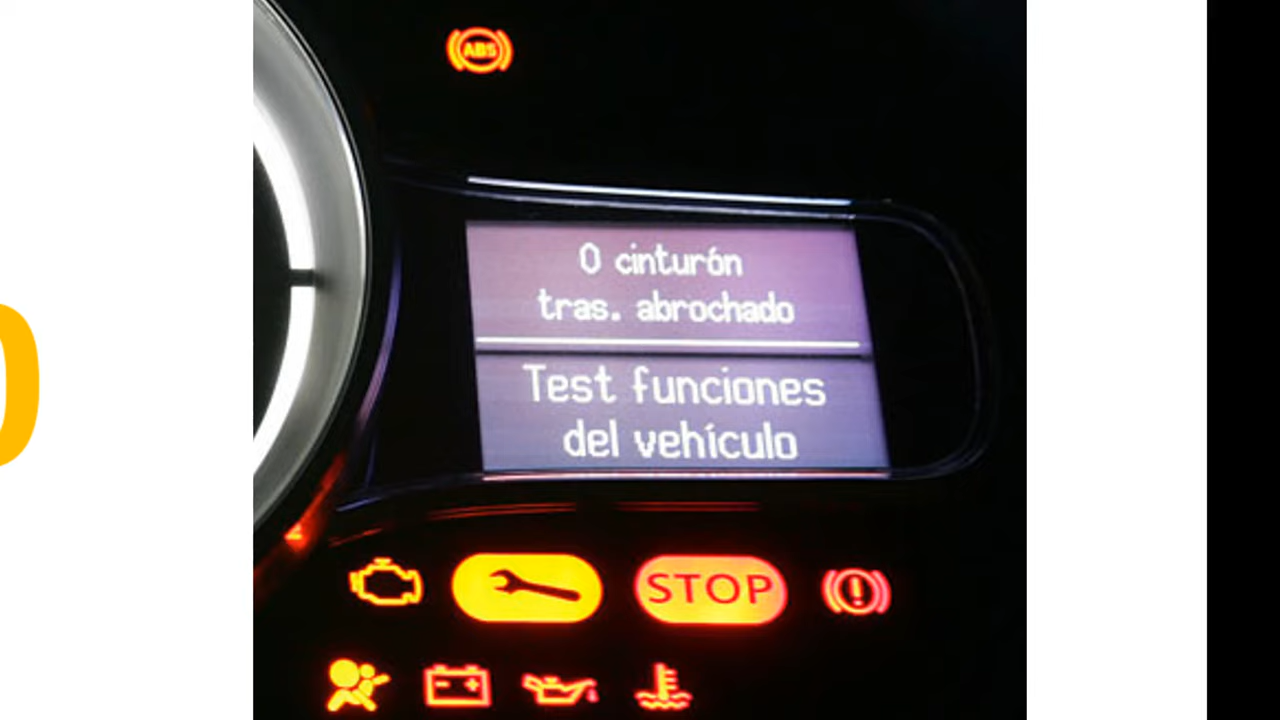 ABS
0 cinturón
tras. abrochado
Test funciones
del vehículo
STOP